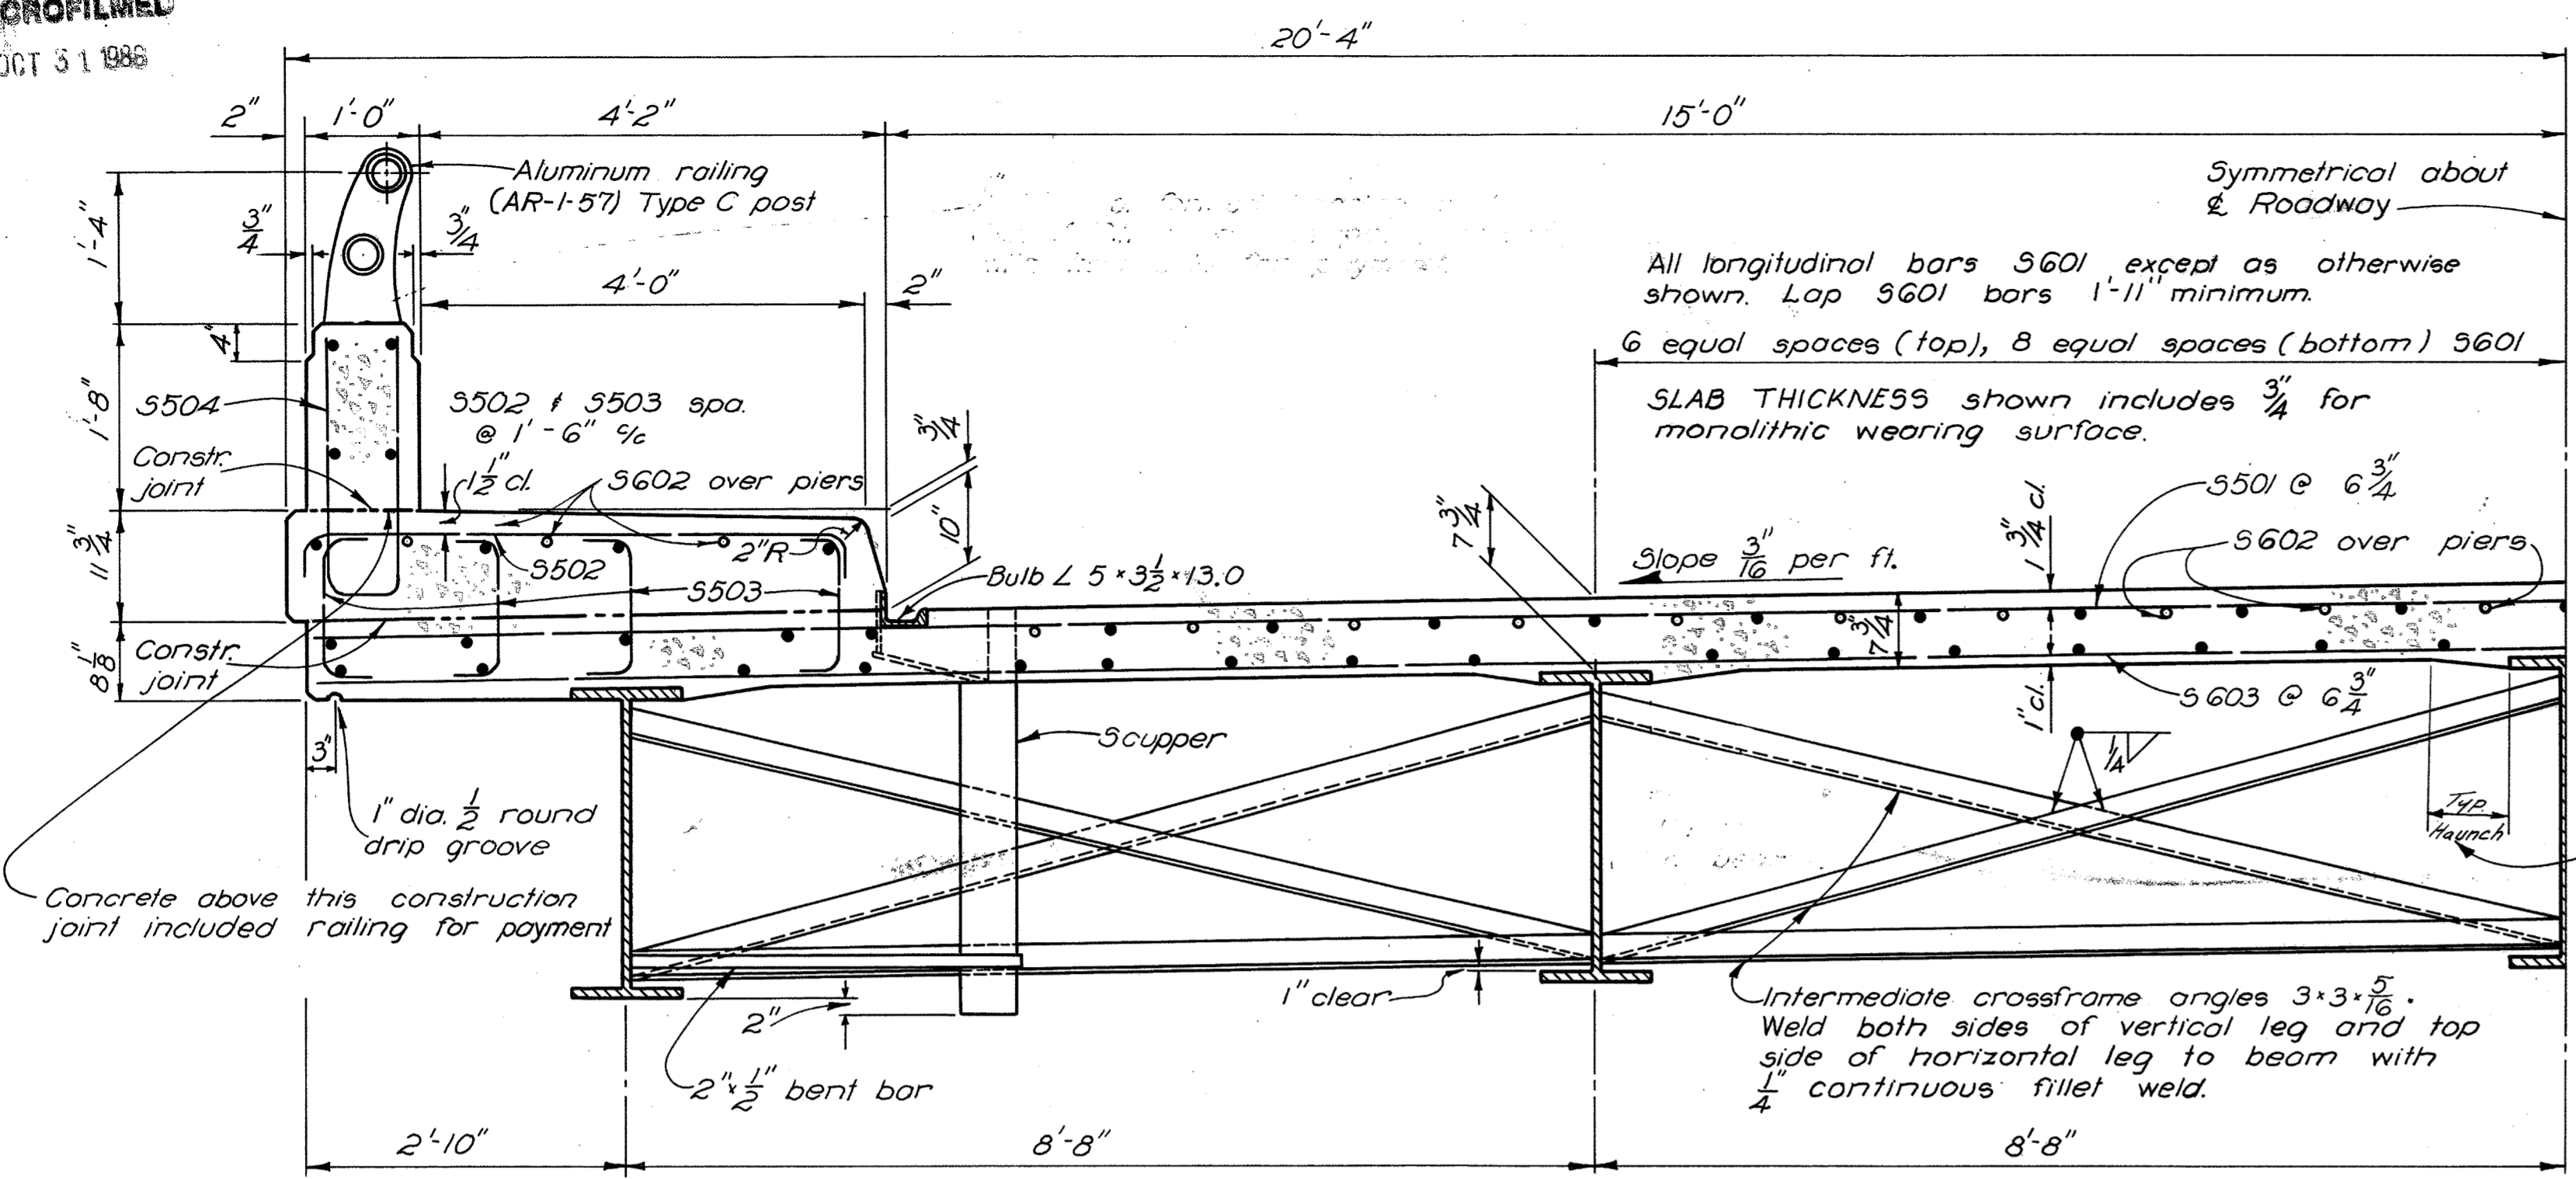 OCT 31 1988
20'-4"
2"
1'-0"
4'-2"
15'-0"
Aluminum railing
(AR-1-57) Type C post
Symmetrical about
℄ Roadway
1'-4"
3/4"
3/4"
4'-0"
2"
All longitudinal bars S601 except as otherwise
shown. Lap S601 bars 1'-11" minimum.
6 equal spaces (top), 8 equal spaces (bottom) S601
4"
1'-8"
S504
S502 & S503 spa.
@ 1'-6" c/c
SLAB THICKNESS shown includes 3/4" for
monolithic wearing surface.
Constr.
joint
1 1/2" cl.
S602 over piers
3/4"
10"
7 3/4"
1 3/4" cl.
S501 @ 6 3/4"
S602 over piers
11 3/4"
2"R
S502
S503
Bulb ∠ 5×3 1/2×13.0
Slope 3/16" per ft.
7 3/4"
Constr.
joint
8 1/8"
1" cl.
S603 @ 6 3/4"
3"
Scupper
1/4
Typ.
Haunch
1" dia. 1/2 round
drip groove
Concrete above this construction
joint included railing for payment
2"
1" clear
2"×1/2" bent bar
Intermediate crossframe angles 3×3×5/16.
Weld both sides of vertical leg and top
side of horizontal leg to beam with
1/4" continuous fillet weld.
2'-10"
8'-8"
8'-8"